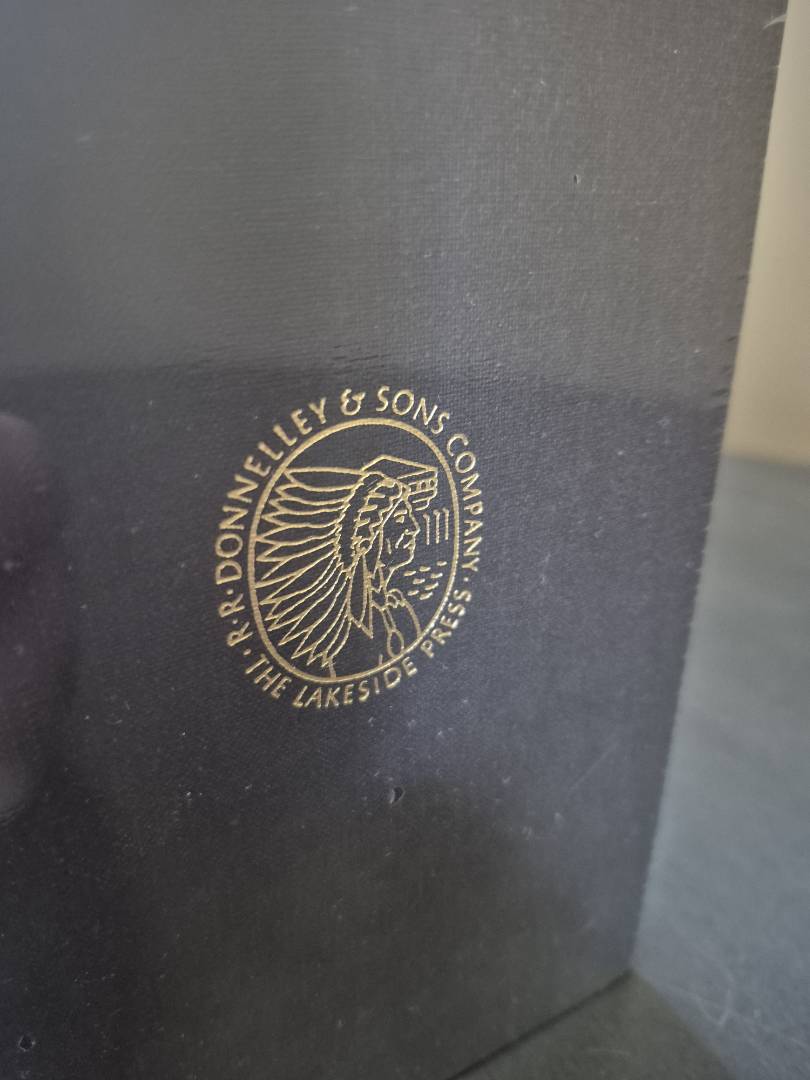 R·R·DONNELLEY & SONS COMPANY·
THE LAKESIDE PRESS·